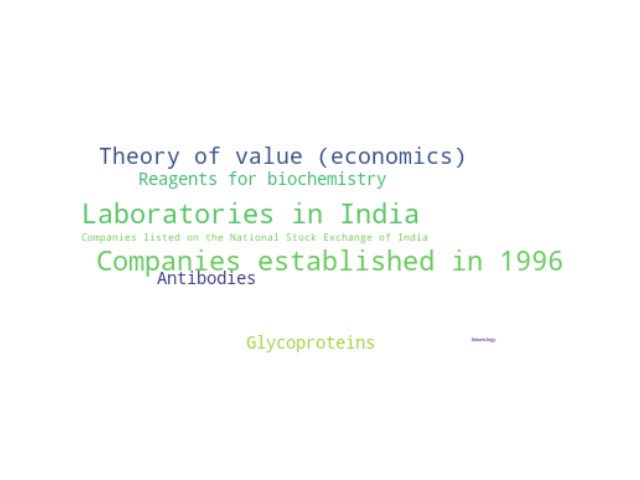 Theory of value (economics)
Reagents for biochemistry
Laboratories in India
Companies listed on the National Stock Exchange of India
Companies established in 1996
Antibodies
Glycoproteins
Immunology